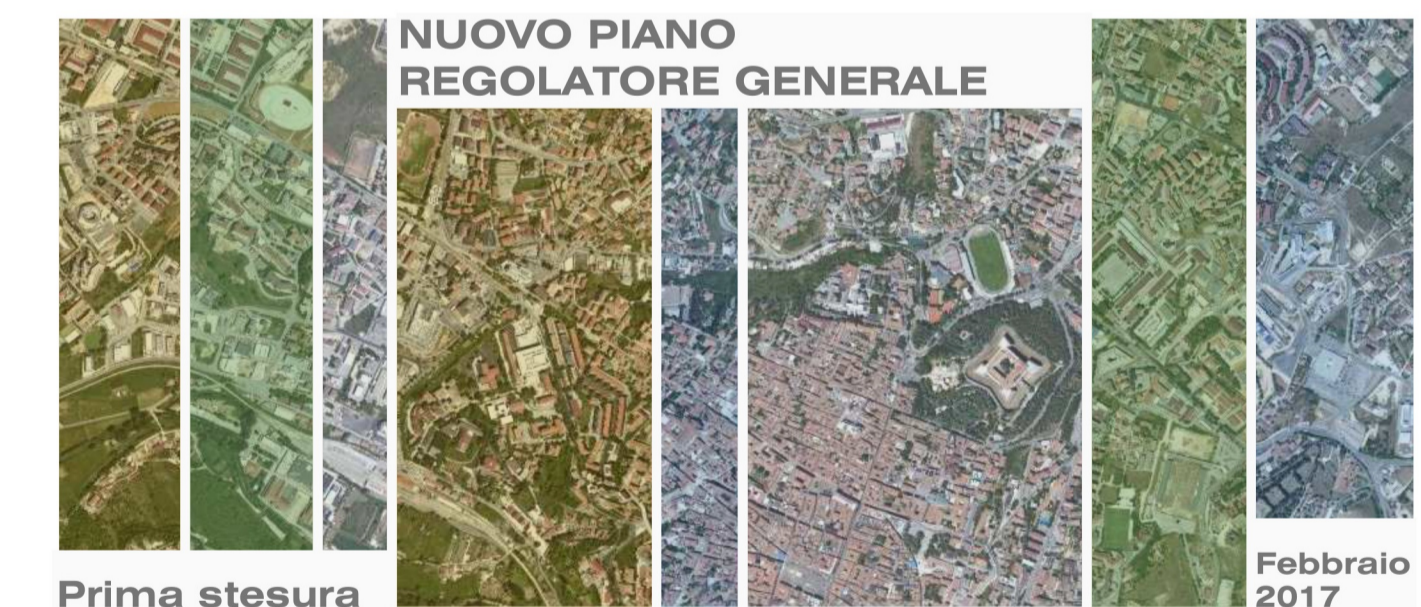 NUOVO PIANO
REGOLATORE GENERALE
Prima stesura
Febbraio
2017